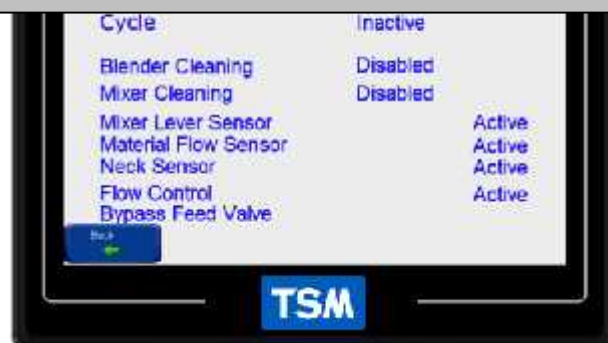 Cycle Inactive
Blender Cleaning Disabled
Mixer Cleaning Disabled
Mixer Lever Sensor Active
Material Flow Sensor Active
Neck Sensor Active
Flow Control Active
Bypass Feed Valve
Back
TSM